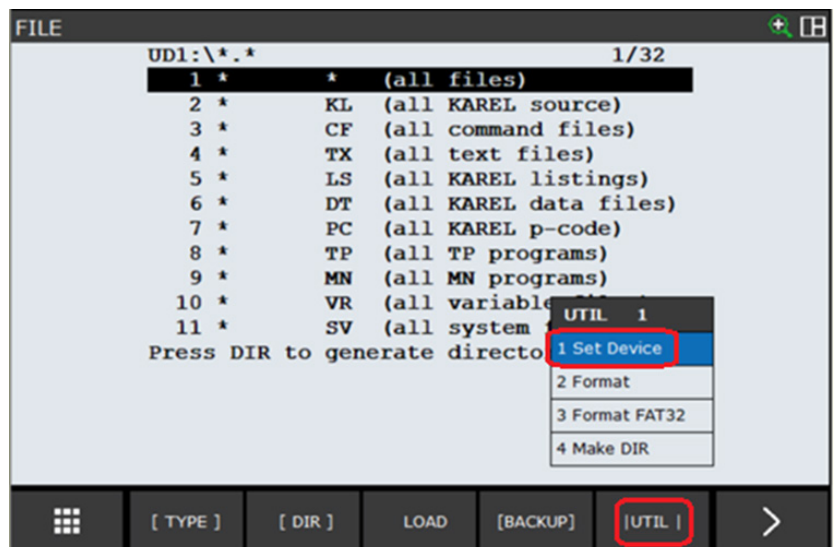 FILE
UD1:\*.* 1/32
1 * * (all files)
2 * KL (all KAREL source)
3 * CF (all command files)
4 * TX (all text files)
5 * LS (all KAREL listings)
6 * DT (all KAREL data files)
7 * PC (all KAREL p-code)
8 * TP (all TP programs)
9 * MN (all MN programs)
10 * VR (all variable
11 * SV (all system
Press DIR to generate directo
UTIL 1
1 Set Device
2 Format
3 Format FAT32
4 Make DIR
[ TYPE ] [ DIR ] LOAD [BACKUP] |UTIL | >